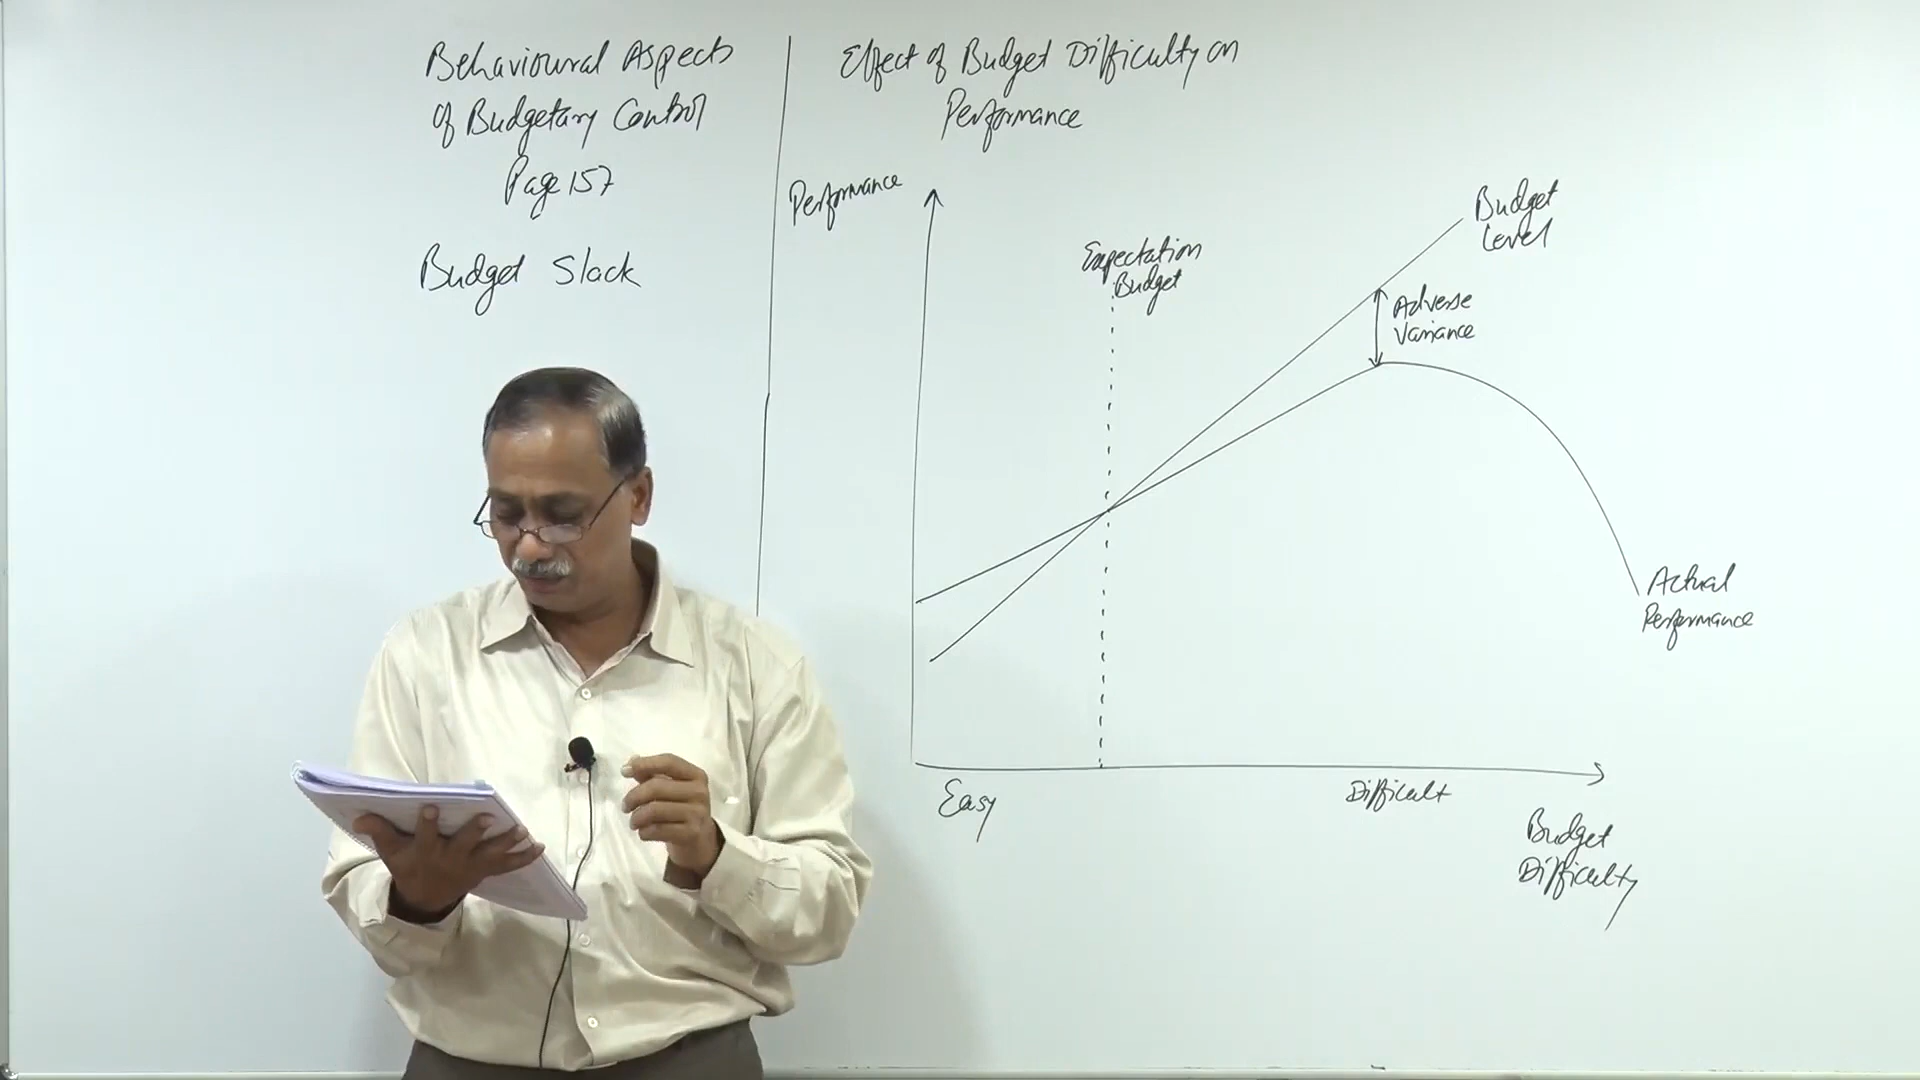 Behavioural Aspects
of Budgetary Control
Page 157
Budget Slack
Effect of Budget Difficulty on
Performance
Performance
Expectation
Budget
Budget
Level
Adverse
Variance
Actual
Performance
Easy
Difficult
Budget
Difficulty